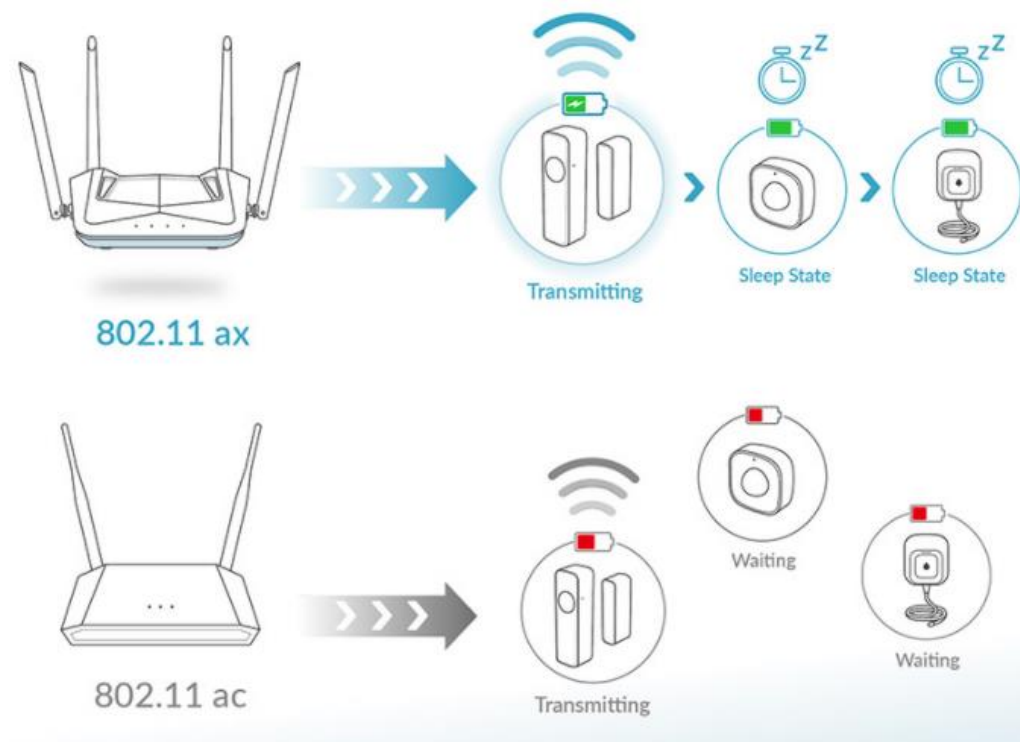 z Z
z Z
Transmitting
Sleep State
Sleep State
802.11 ax
Waiting
Waiting
802.11 ac
Transmitting